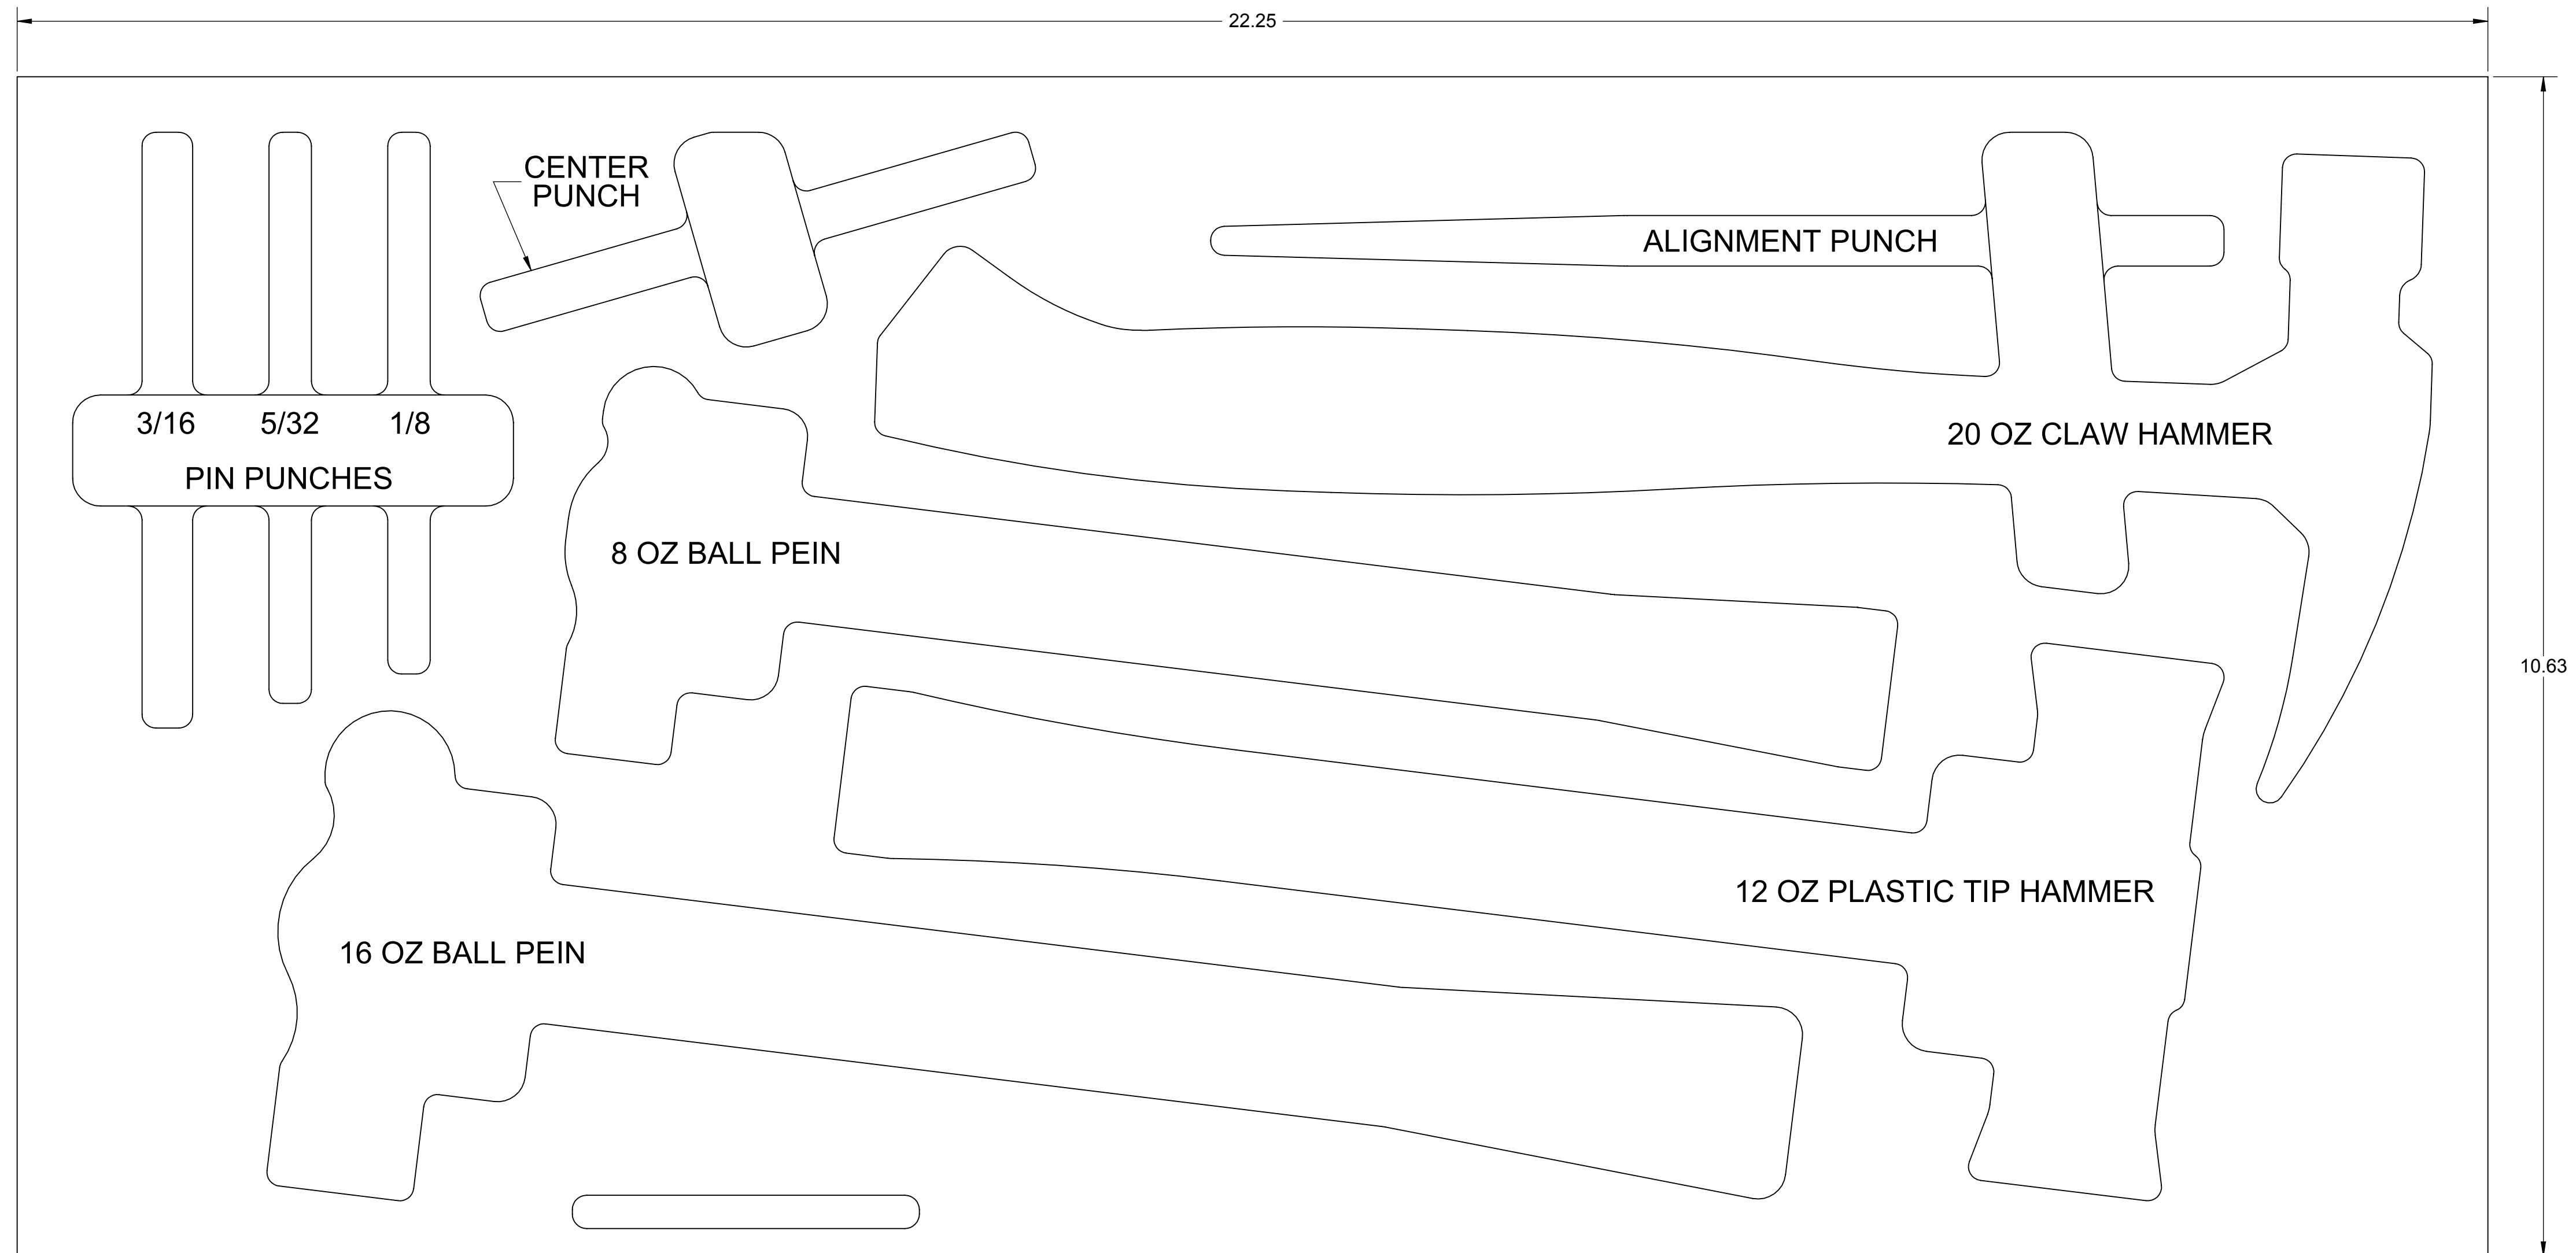 22.25
CENTER
PUNCH
ALIGNMENT PUNCH
3/16 5/32 1/8
PIN PUNCHES
20 OZ CLAW HAMMER
8 OZ BALL PEIN
10.63
12 OZ PLASTIC TIP HAMMER
16 OZ BALL PEIN